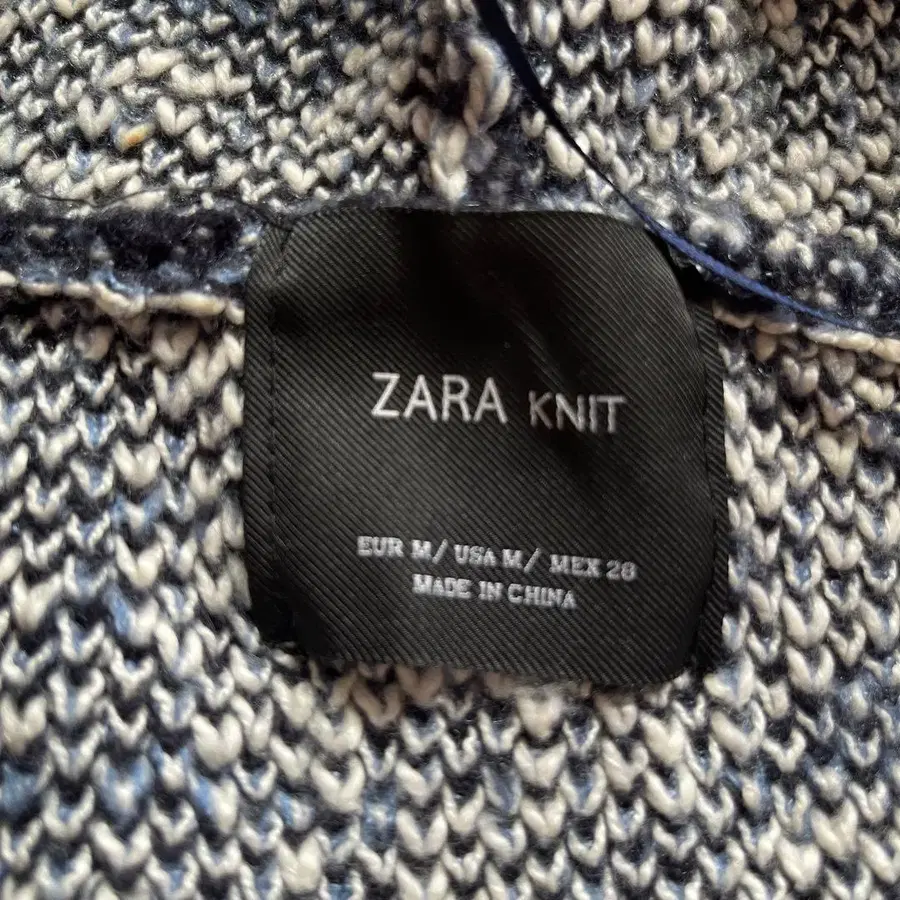 ZARA KNIT
EUR M/ USA M/ MEX 28
MADE IN CHINA